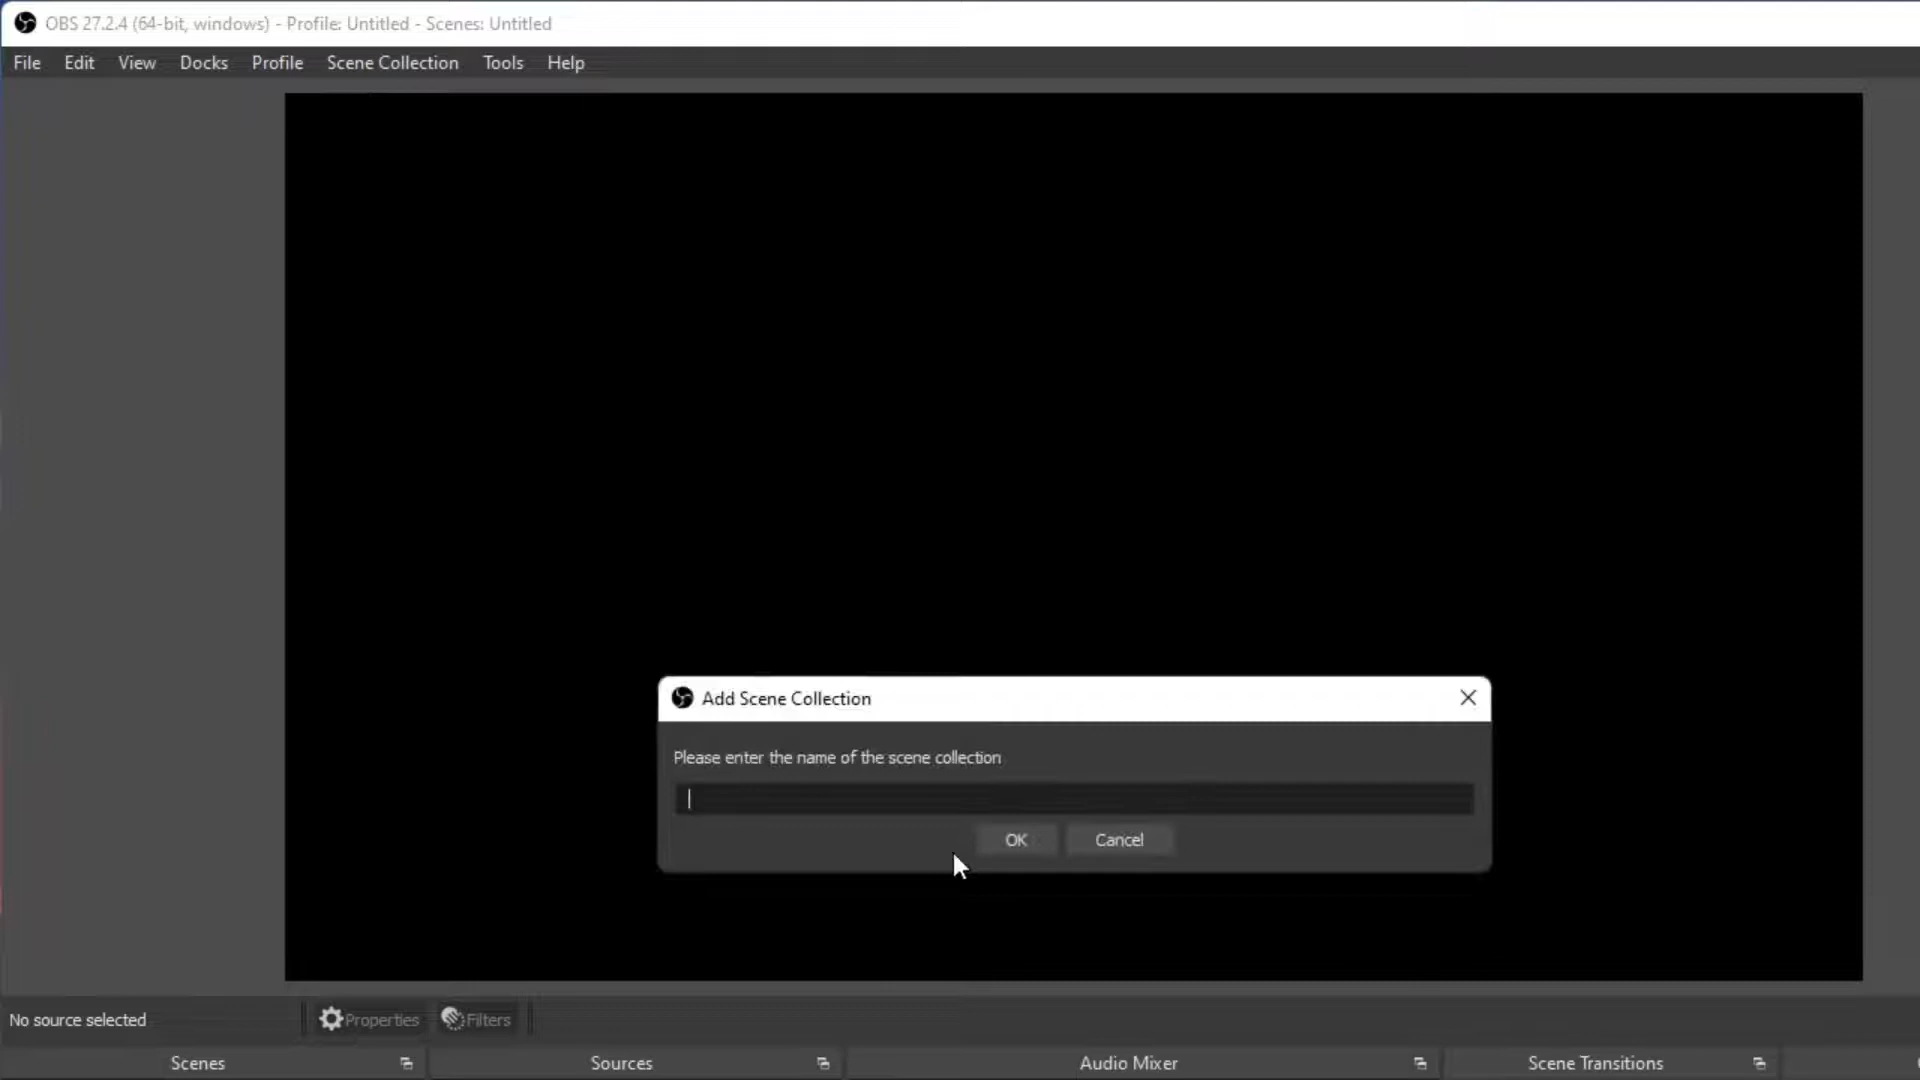 OBS 27.2.4 (64-bit, windows) - Profile: Untitled - Scenes: Untitled
File Edit View Docks Profile Scene Collection Tools Help
Add Scene Collection
Please enter the name of the scene collection
OK Cancel
No source selected Properties Filters
Scenes Sources Audio Mixer Scene Transitions